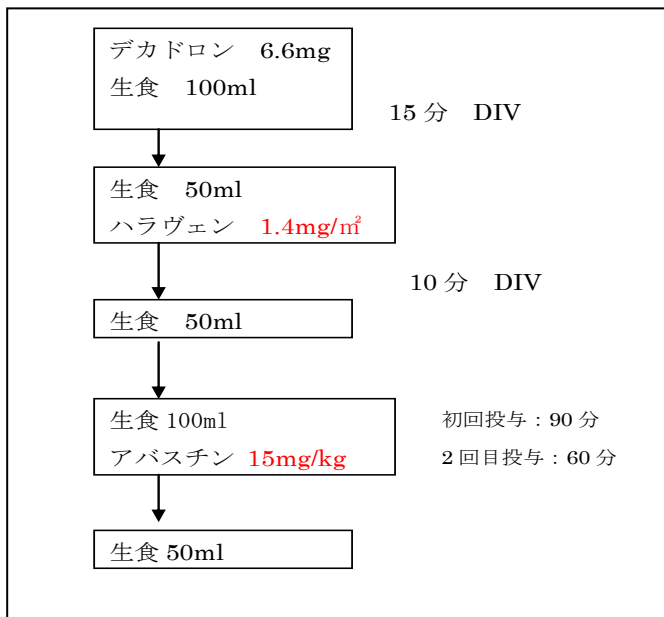 デカドロン　6.6mg
生食　100ml
15 分　DIV
生食　50ml
ハラヴェン　1.4mg/㎡
10 分　DIV
生食　50ml
生食 100ml
アバスチン 15mg/kg
初回投与：90 分
2 回目投与：60 分
生食 50ml